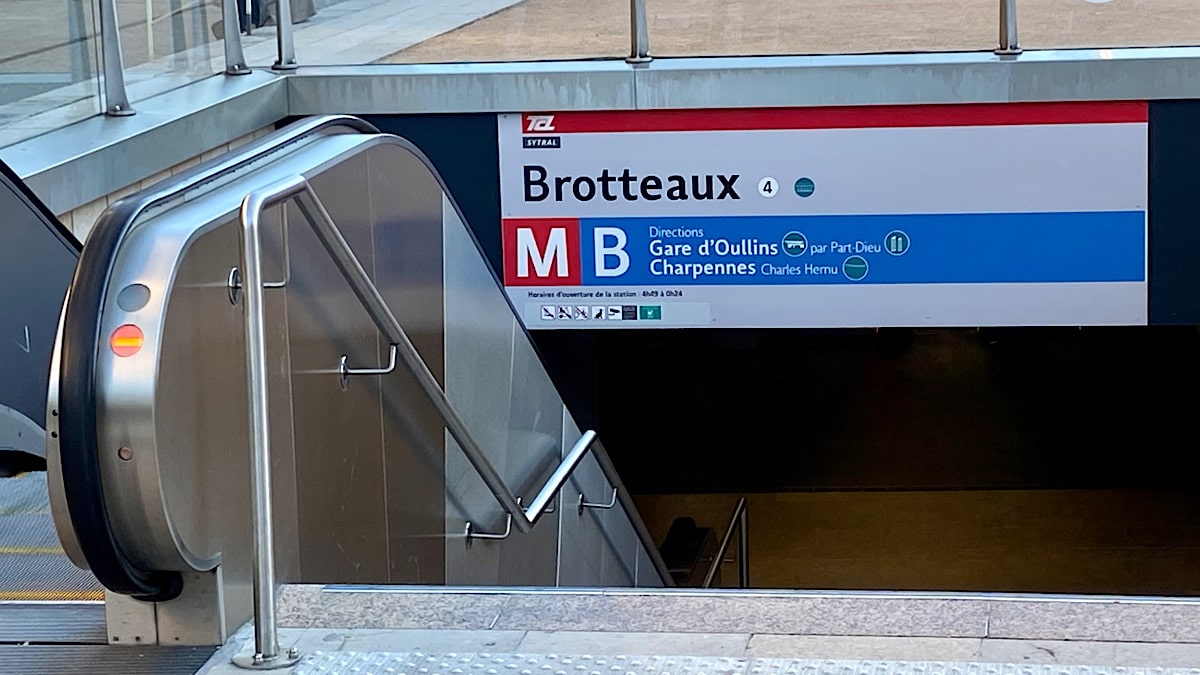 TCL
SYTRAL
Brotteaux 4
M B
Directions
Gare d'Oullins par Part-Dieu
Charpennes Charles Hernu
Horaires d'ouverture de la station : 4h49 à 0h24